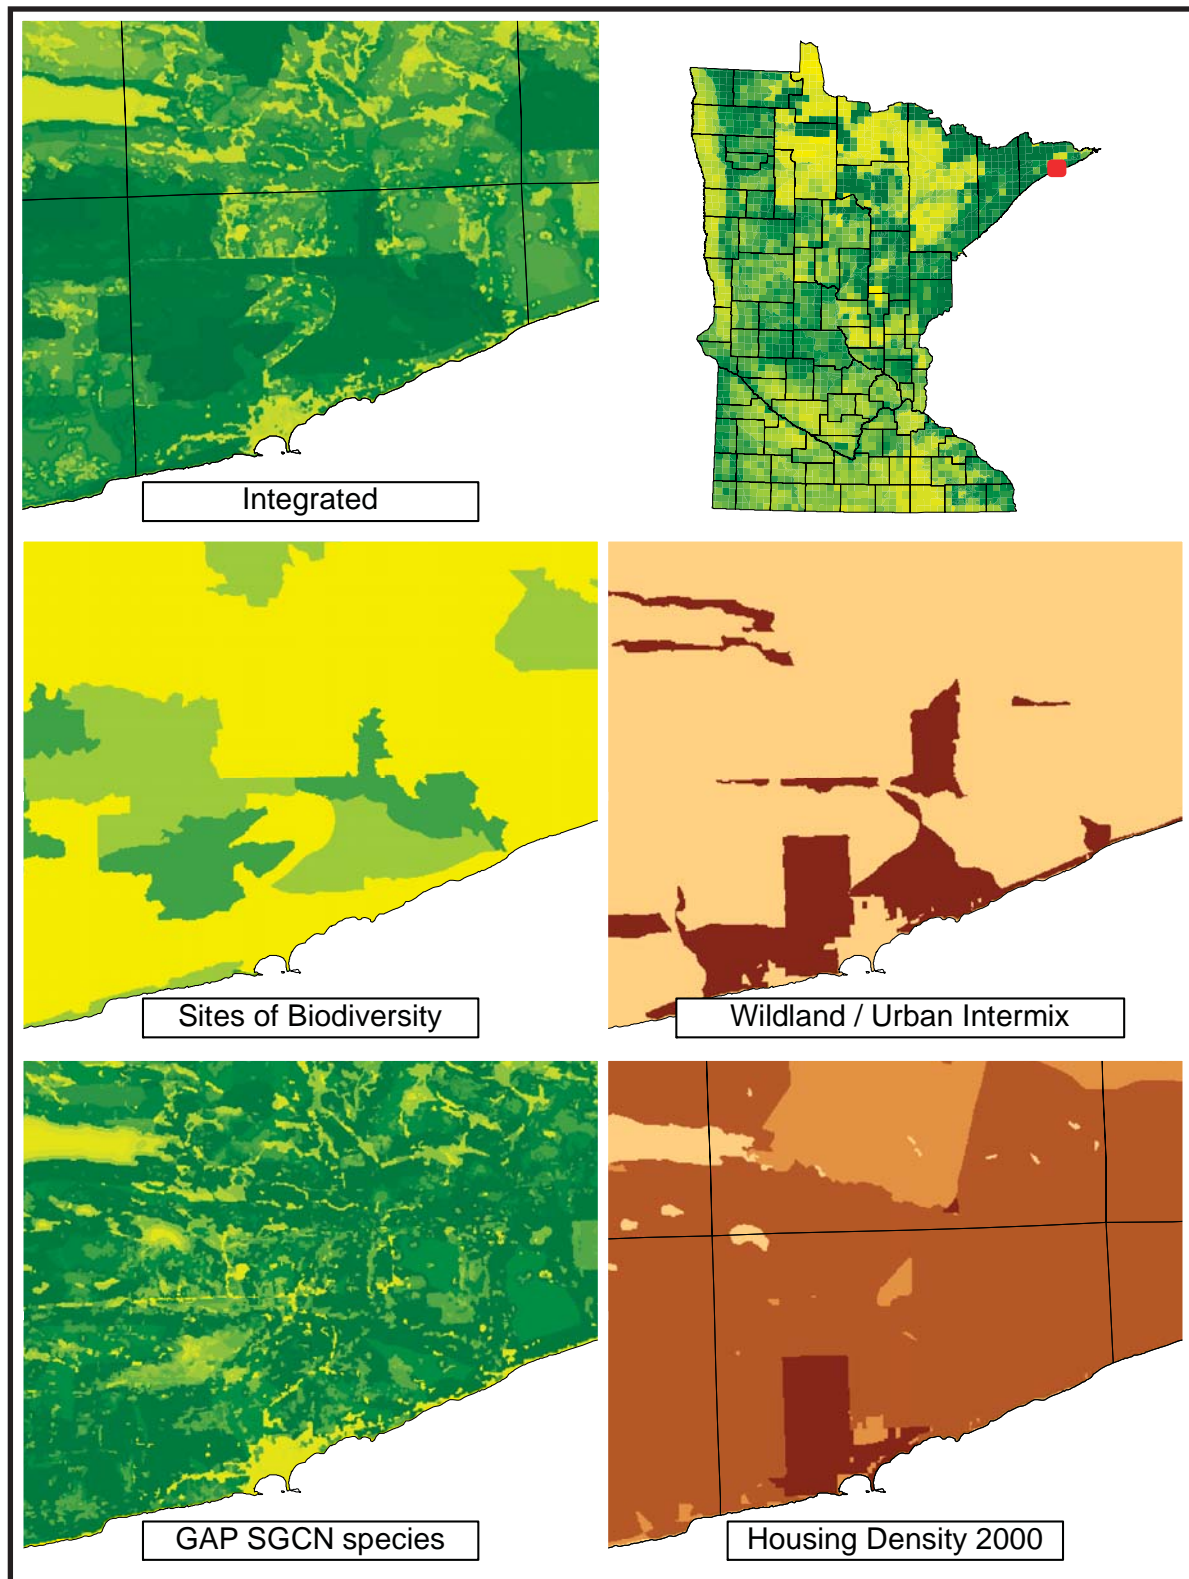 Integrated
Sites of Biodiversity
Wildland / Urban Intermix
GAP SGCN species
Housing Density 2000